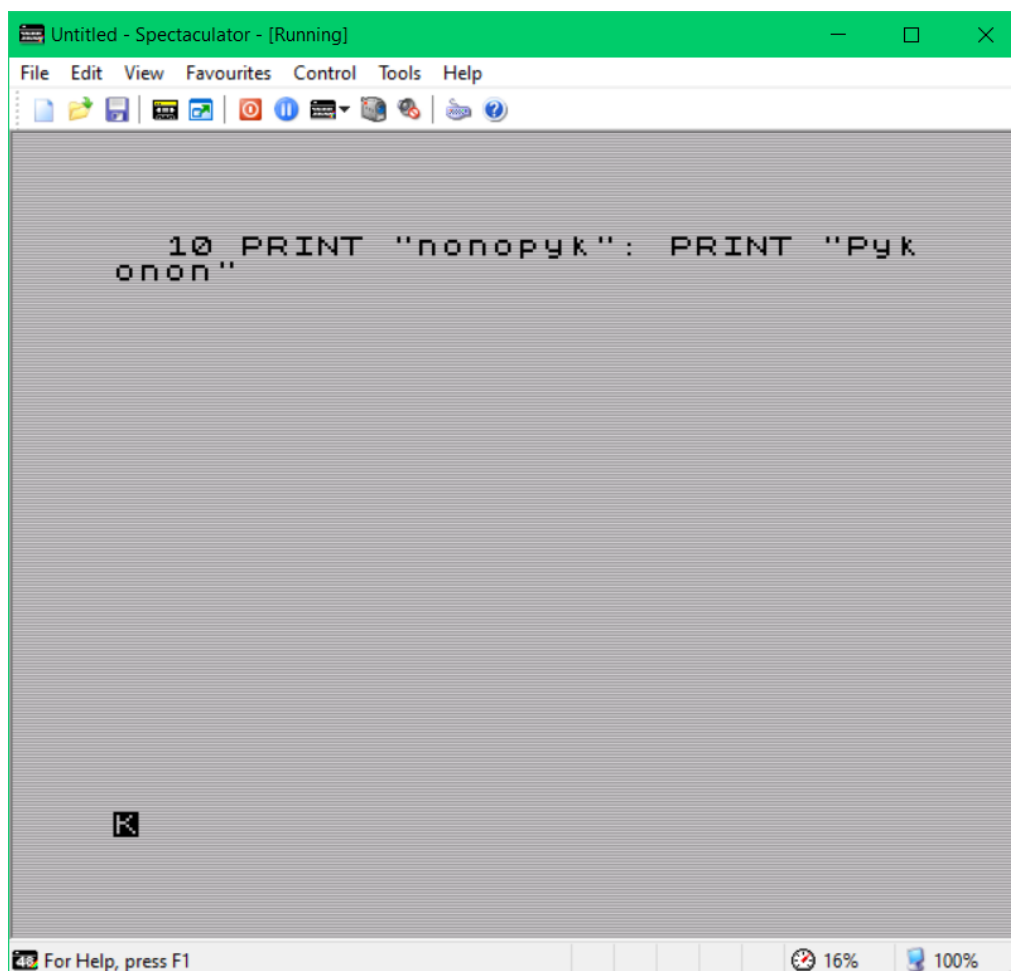 Untitled - Spectaculator - [Running]
File Edit View Favourites Control Tools Help
10 PRINT "nonopyk": PRINT "Pyk
onon"
K
48 For Help, press F1 16% 100%